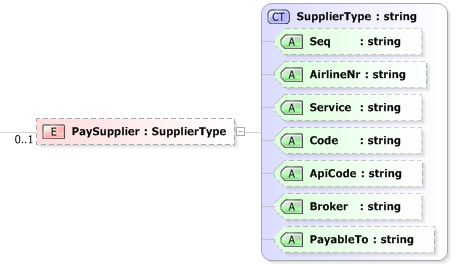 CT SupplierType : string
A Seq : string
A AirlineNr : string
A Service : string
0..1 E PaySupplier : SupplierType
A Code : string
A ApiCode : string
A Broker : string
A PayableTo : string